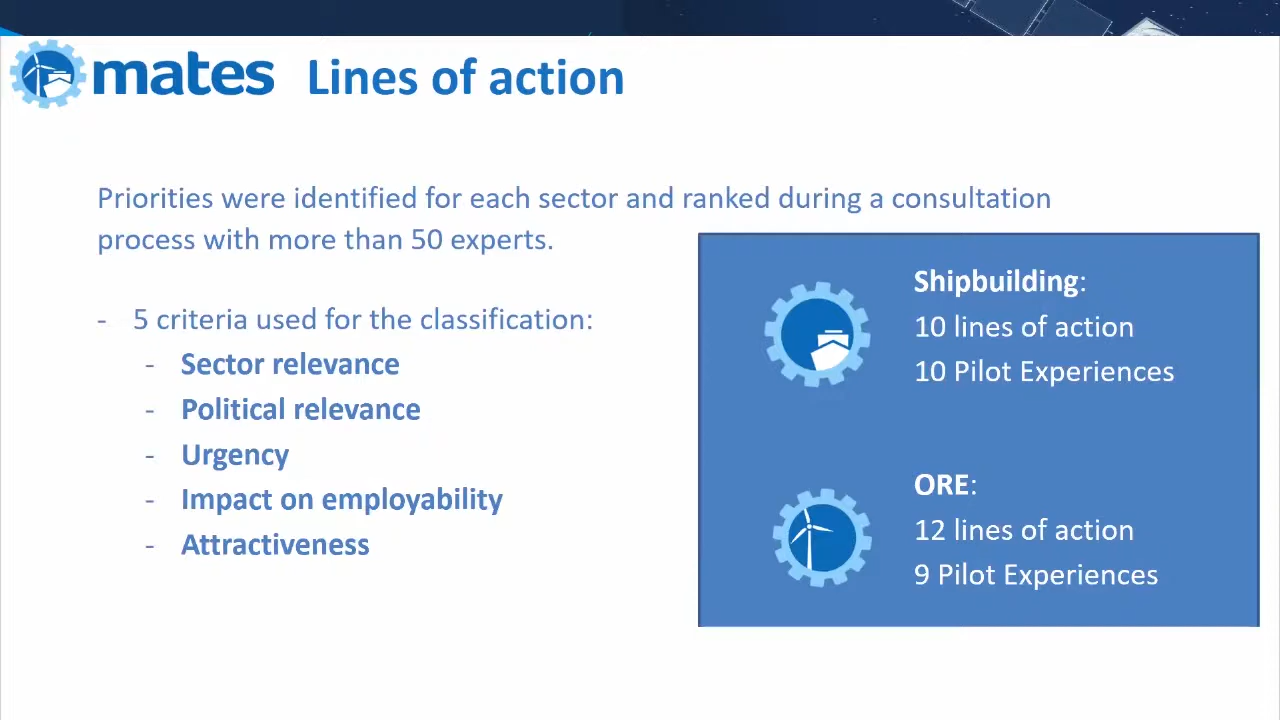 mates Lines of action
Priorities were identified for each sector and ranked during a consultation
process with more than 50 experts.
- 5 criteria used for the classification:
- Sector relevance
- Political relevance
- Urgency
- Impact on employability
- Attractiveness
Shipbuilding:
10 lines of action
10 Pilot Experiences
ORE:
12 lines of action
9 Pilot Experiences